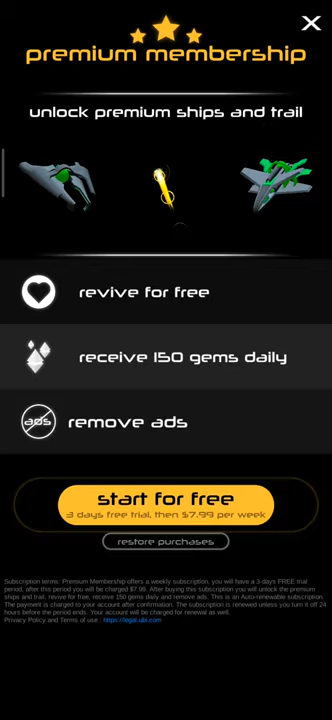 premium membership
unlock premium ships and trail
revive for free
receive 150 gems daily
ads
remove ads
start for free
3 days free trial, then $7.99 per week
restore purchases
Subscription terms: Premium Membership offers a weekly subscription, you will have a 3-days FREE trial
period, after this period you will be charged $7.99. After buying this subscription you will unlock the premium
ships and trail, revive for free, receive 150 gems daily and remove ads. This is an Auto-renewable subscription.
The payment is charged to your account after confirmation. The subscription is renewed unless you turn it off 24
hours before the period ends. Your account will be charged for renewal as well.
Privacy Policy and Terms of use : https://legal.ubi.com